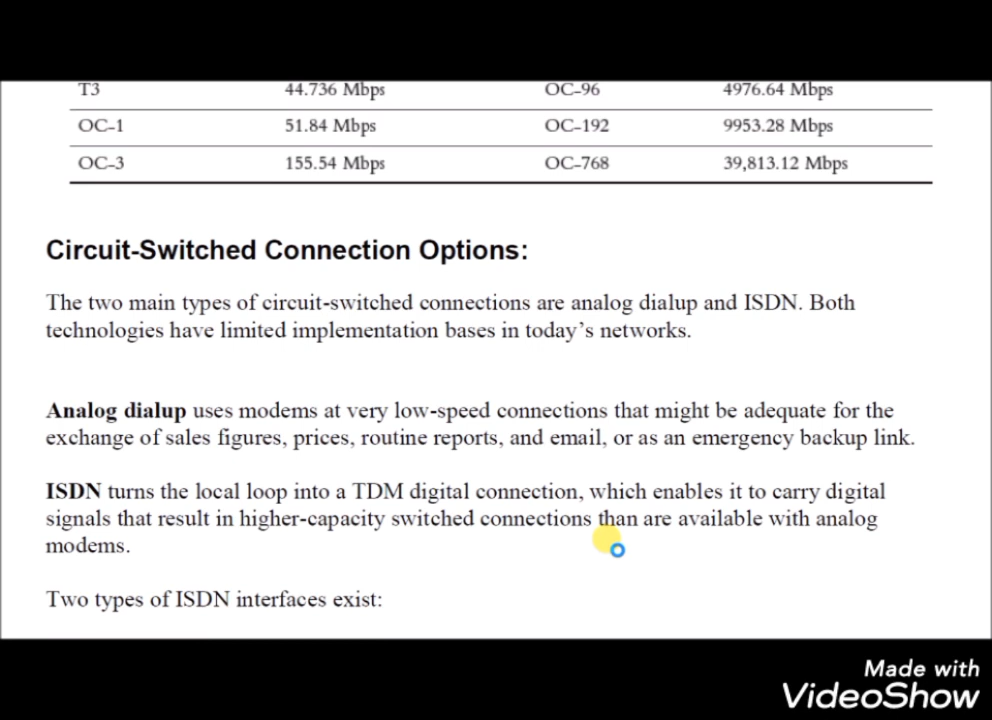 T3 44.736 Mbps OC-96 4976.64 Mbps
OC-1 51.84 Mbps OC-192 9953.28 Mbps
OC-3 155.54 Mbps OC-768 39,813.12 Mbps
Circuit-Switched Connection Options:
The two main types of circuit-switched connections are analog dialup and ISDN. Both
technologies have limited implementation bases in today's networks.
Analog dialup uses modems at very low-speed connections that might be adequate for the
exchange of sales figures, prices, routine reports, and email, or as an emergency backup link.
ISDN turns the local loop into a TDM digital connection, which enables it to carry digital
signals that result in higher-capacity switched connections than are available with analog
modems.
Two types of ISDN interfaces exist:
Made with
VideoShow